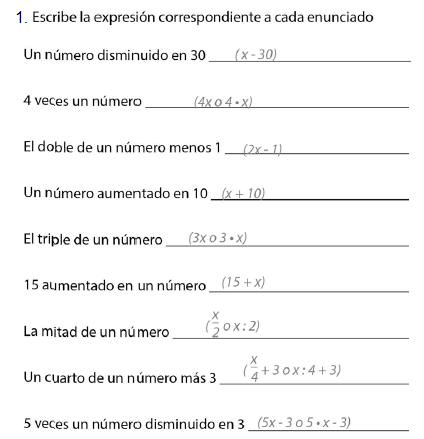 1. Escribe la expresión correspondiente a cada enunciado
Un número disminuido en 30 (x - 30)
4 veces un número (4x o 4 • x)
El doble de un número menos 1 (2x - 1)
Un número aumentado en 10 (x + 10)
El triple de un número (3x o 3 • x)
15 aumentado en un número (15 + x)
La mitad de un número (x/2 o x : 2)
Un cuarto de un número más 3 (x/4 + 3 o x : 4 + 3)
5 veces un número disminuido en 3 (5x - 3 o 5 • x - 3)